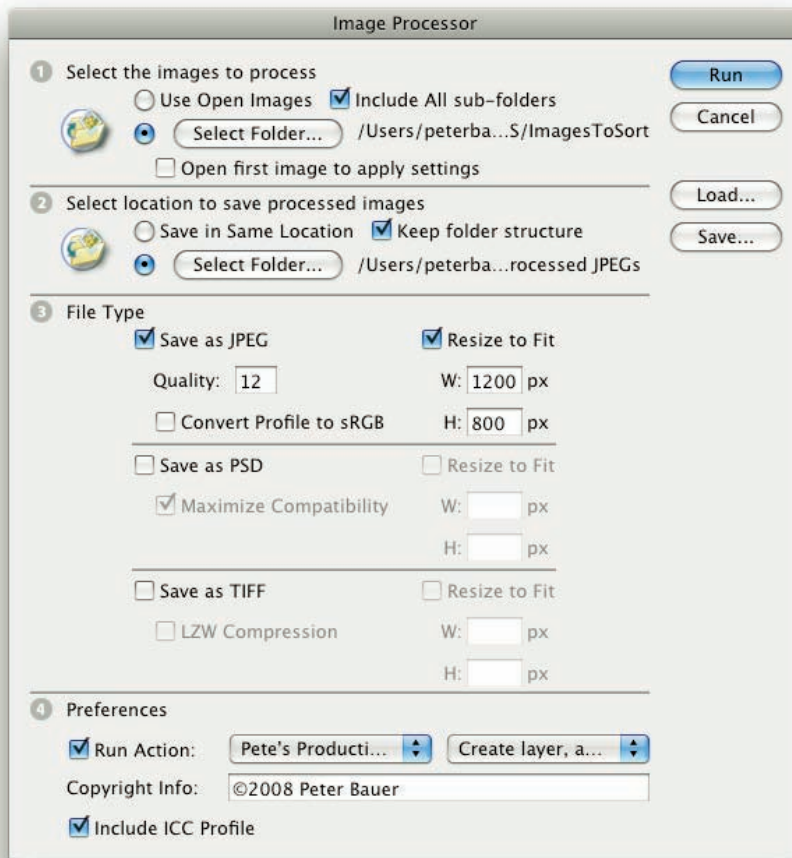 Image Processor
1 Select the images to process
Use Open Images Include All sub-folders
Select Folder... /Users/peterba...S/ImagesToSort
Open first image to apply settings
Run
Cancel
Load...
Save...
2 Select location to save processed images
Save in Same Location Keep folder structure
Select Folder... /Users/peterba...rocessed JPEGs
3 File Type
Save as JPEG Resize to Fit
Quality: 12 W: 1200 px
Convert Profile to sRGB H: 800 px
Save as PSD Resize to Fit
Maximize Compatibility W: px
H: px
Save as TIFF Resize to Fit
LZW Compression W: px
H: px
4 Preferences
Run Action: Pete's Producti... Create layer, a...
Copyright Info: ©2008 Peter Bauer
Include ICC Profile